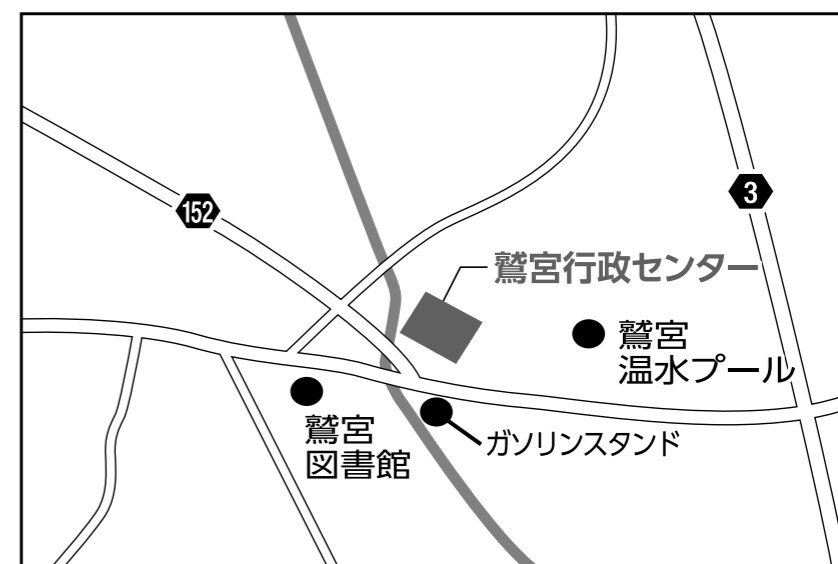 152
3
鷲宮行政センター
鷲宮
温水プール
鷲宮
図書館
ガソリンスタンド